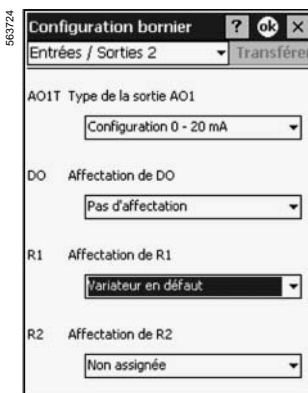 563724
Configuration bornier ? ok ×
Entrées / Sorties 2 Transférer
AO1T Type de la sortie AO1
Configuration 0 - 20 mA
DO Affectation de DO
Pas d'affectation
R1 Affectation de R1
Variateur en défaut
R2 Affectation de R2
Non assignée